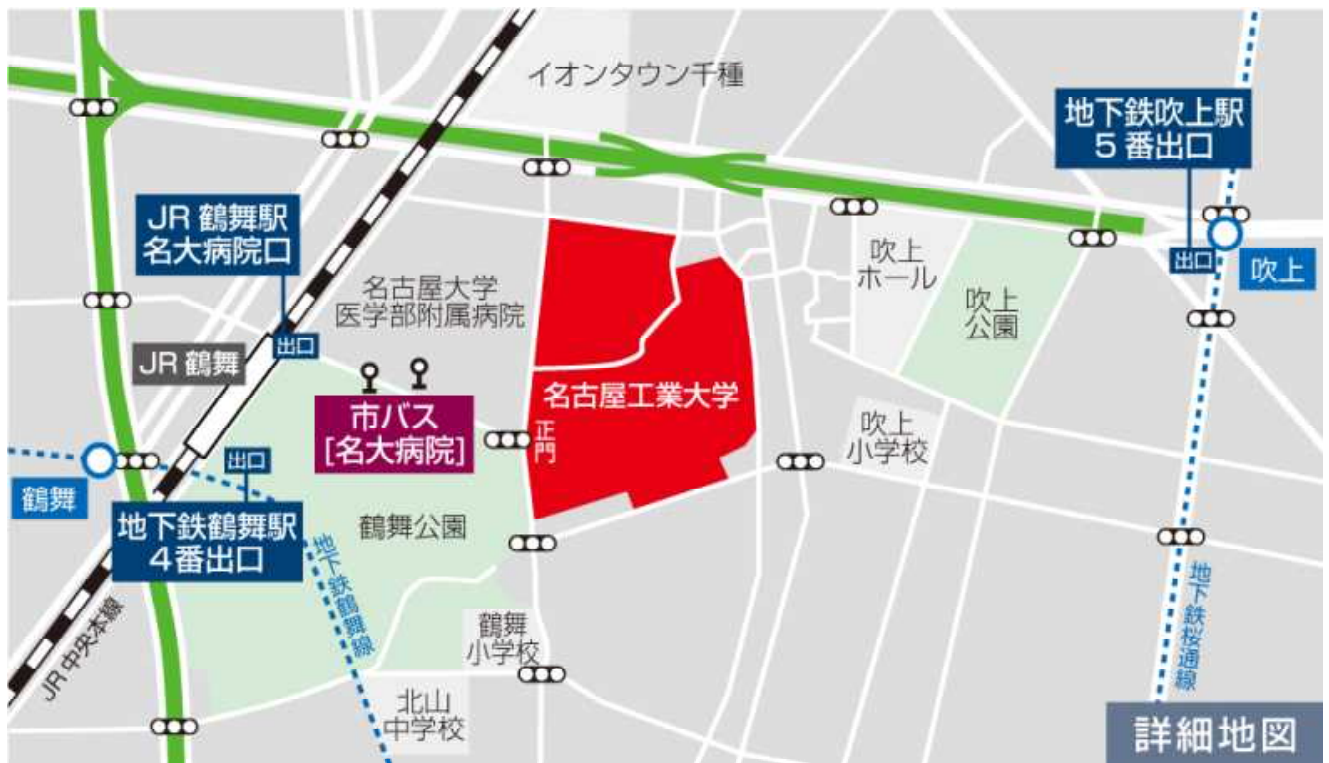 イオンタウン千種
地下鉄吹上駅
5番出口
JR 鶴舞駅
名大病院口
名古屋大学
医学部附属病院
吹上
ホール
吹上
公園
出口
吹上
出口
JR 鶴舞
市バス
[名大病院]
名古屋工業大学
正門
吹上
小学校
出口
鶴舞
地下鉄鶴舞駅
4番出口
鶴舞公園
地下鉄鶴舞線
JR中央本線
鶴舞
小学校
北山
中学校
地下鉄桜通線
詳細地図